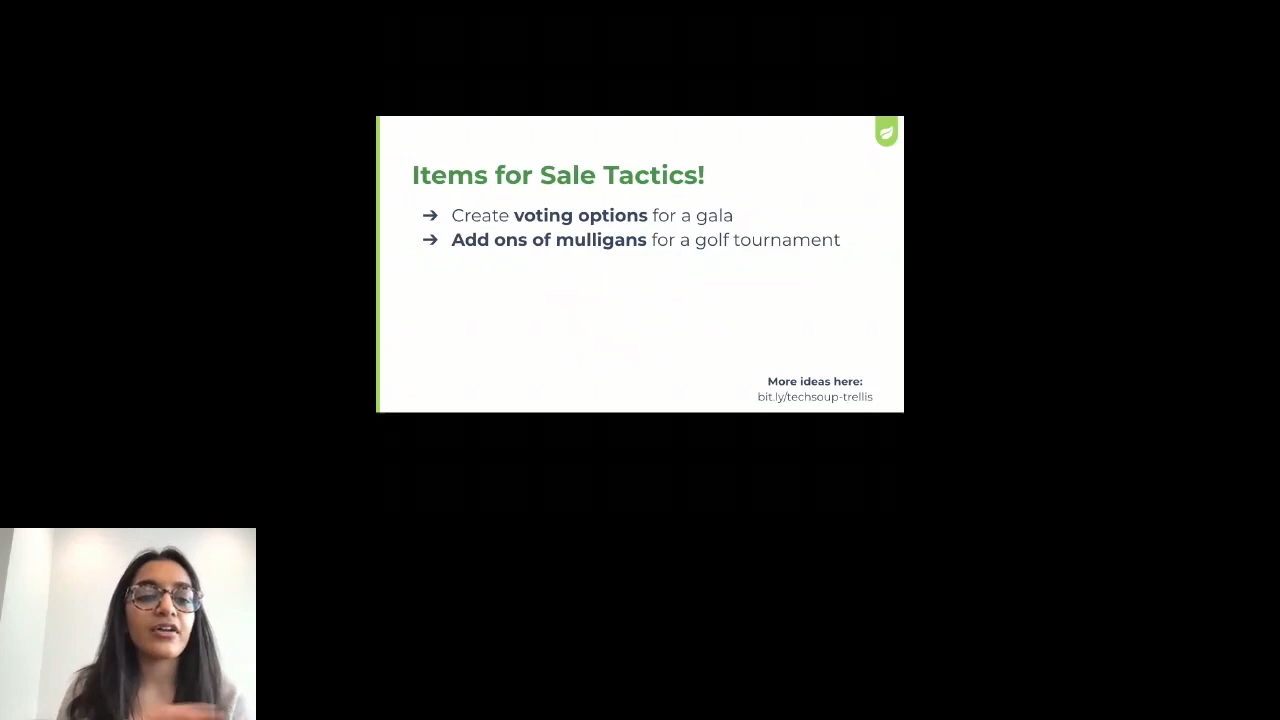 Items for Sale Tactics!
➔ Create voting options for a gala
➔ Add ons of mulligans for a golf tournament
More ideas here:
bit.ly/techsoup-trellis